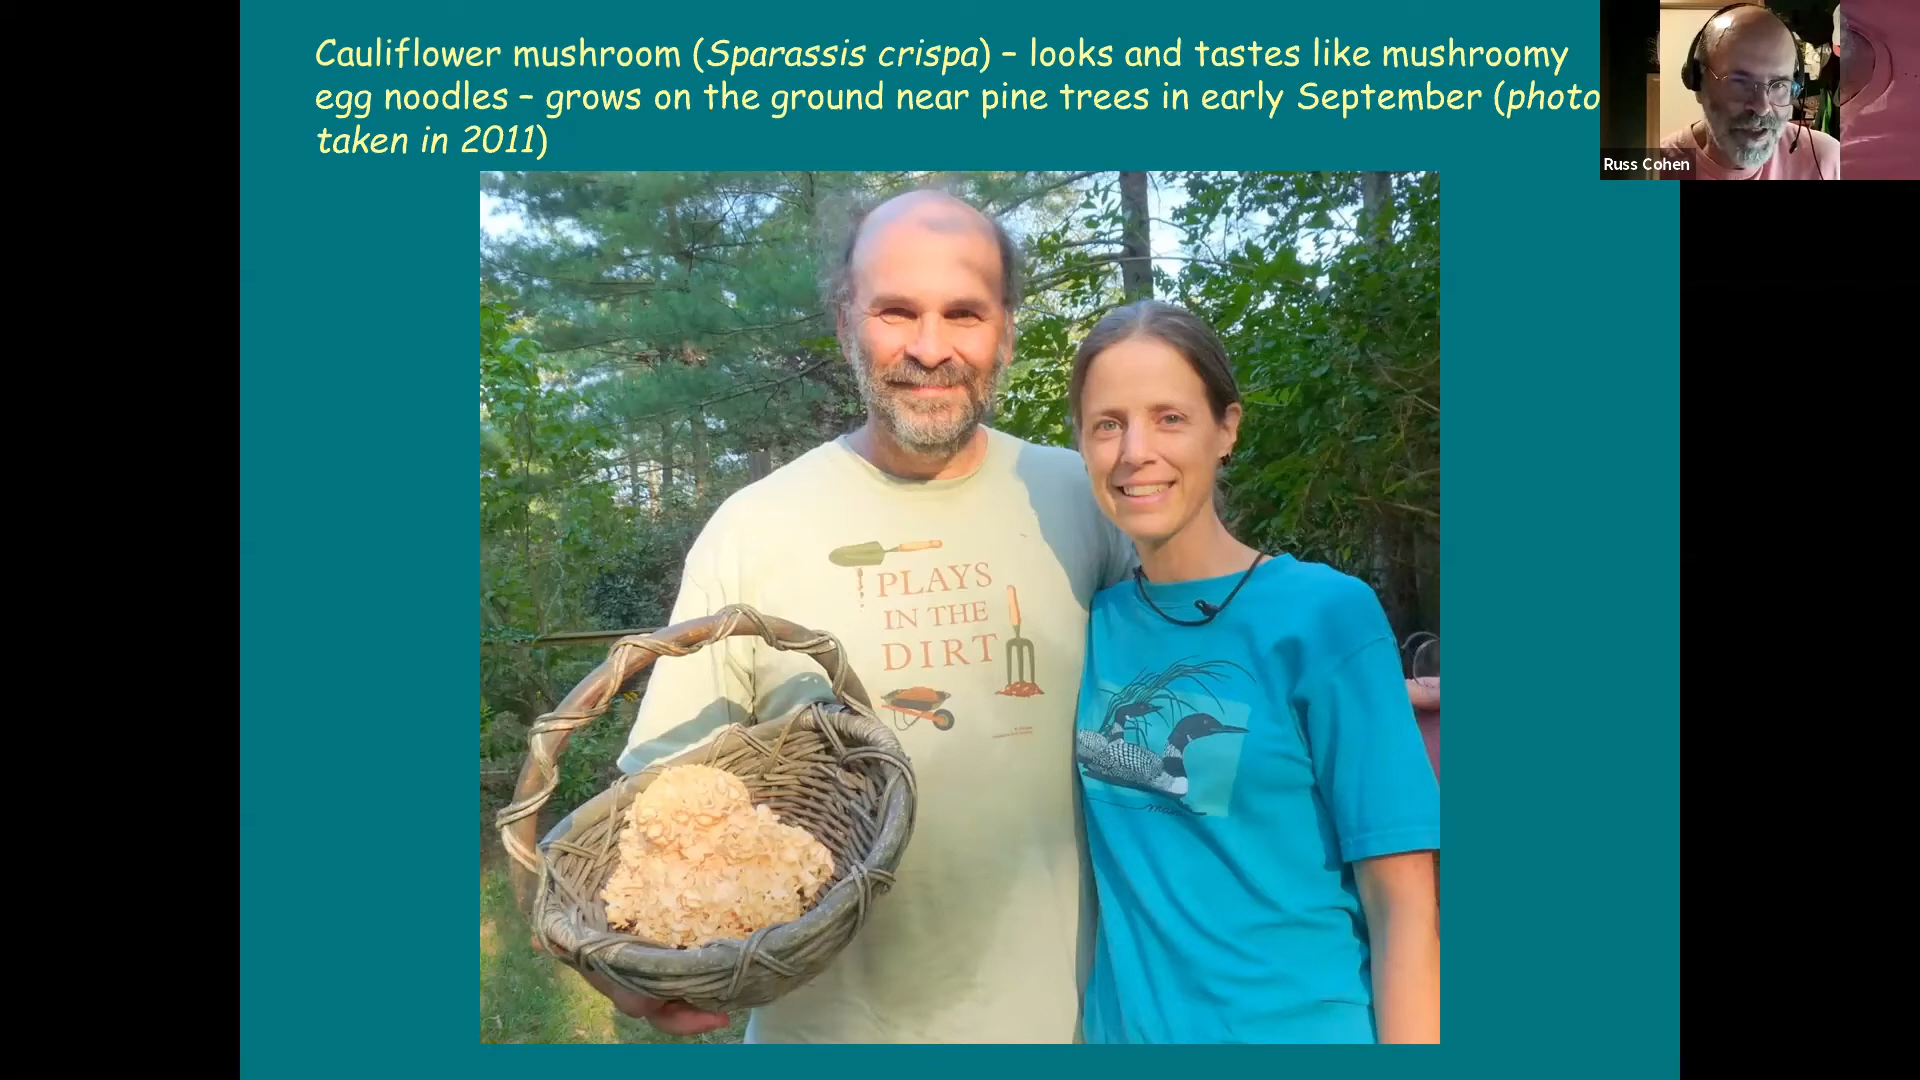 Cauliflower mushroom (Sparassis crispa) – looks and tastes like mushroomy
egg noodles – grows on the ground near pine trees in early September (photo
taken in 2011)
Russ Cohen
PLAYS
IN THE
DIRT